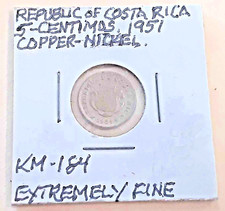 REPUBLIC OF COSTA RICA
5-CENTIMOS, 1951
COPPER-NICKEL.
KM-184
EXTREMELY FINE